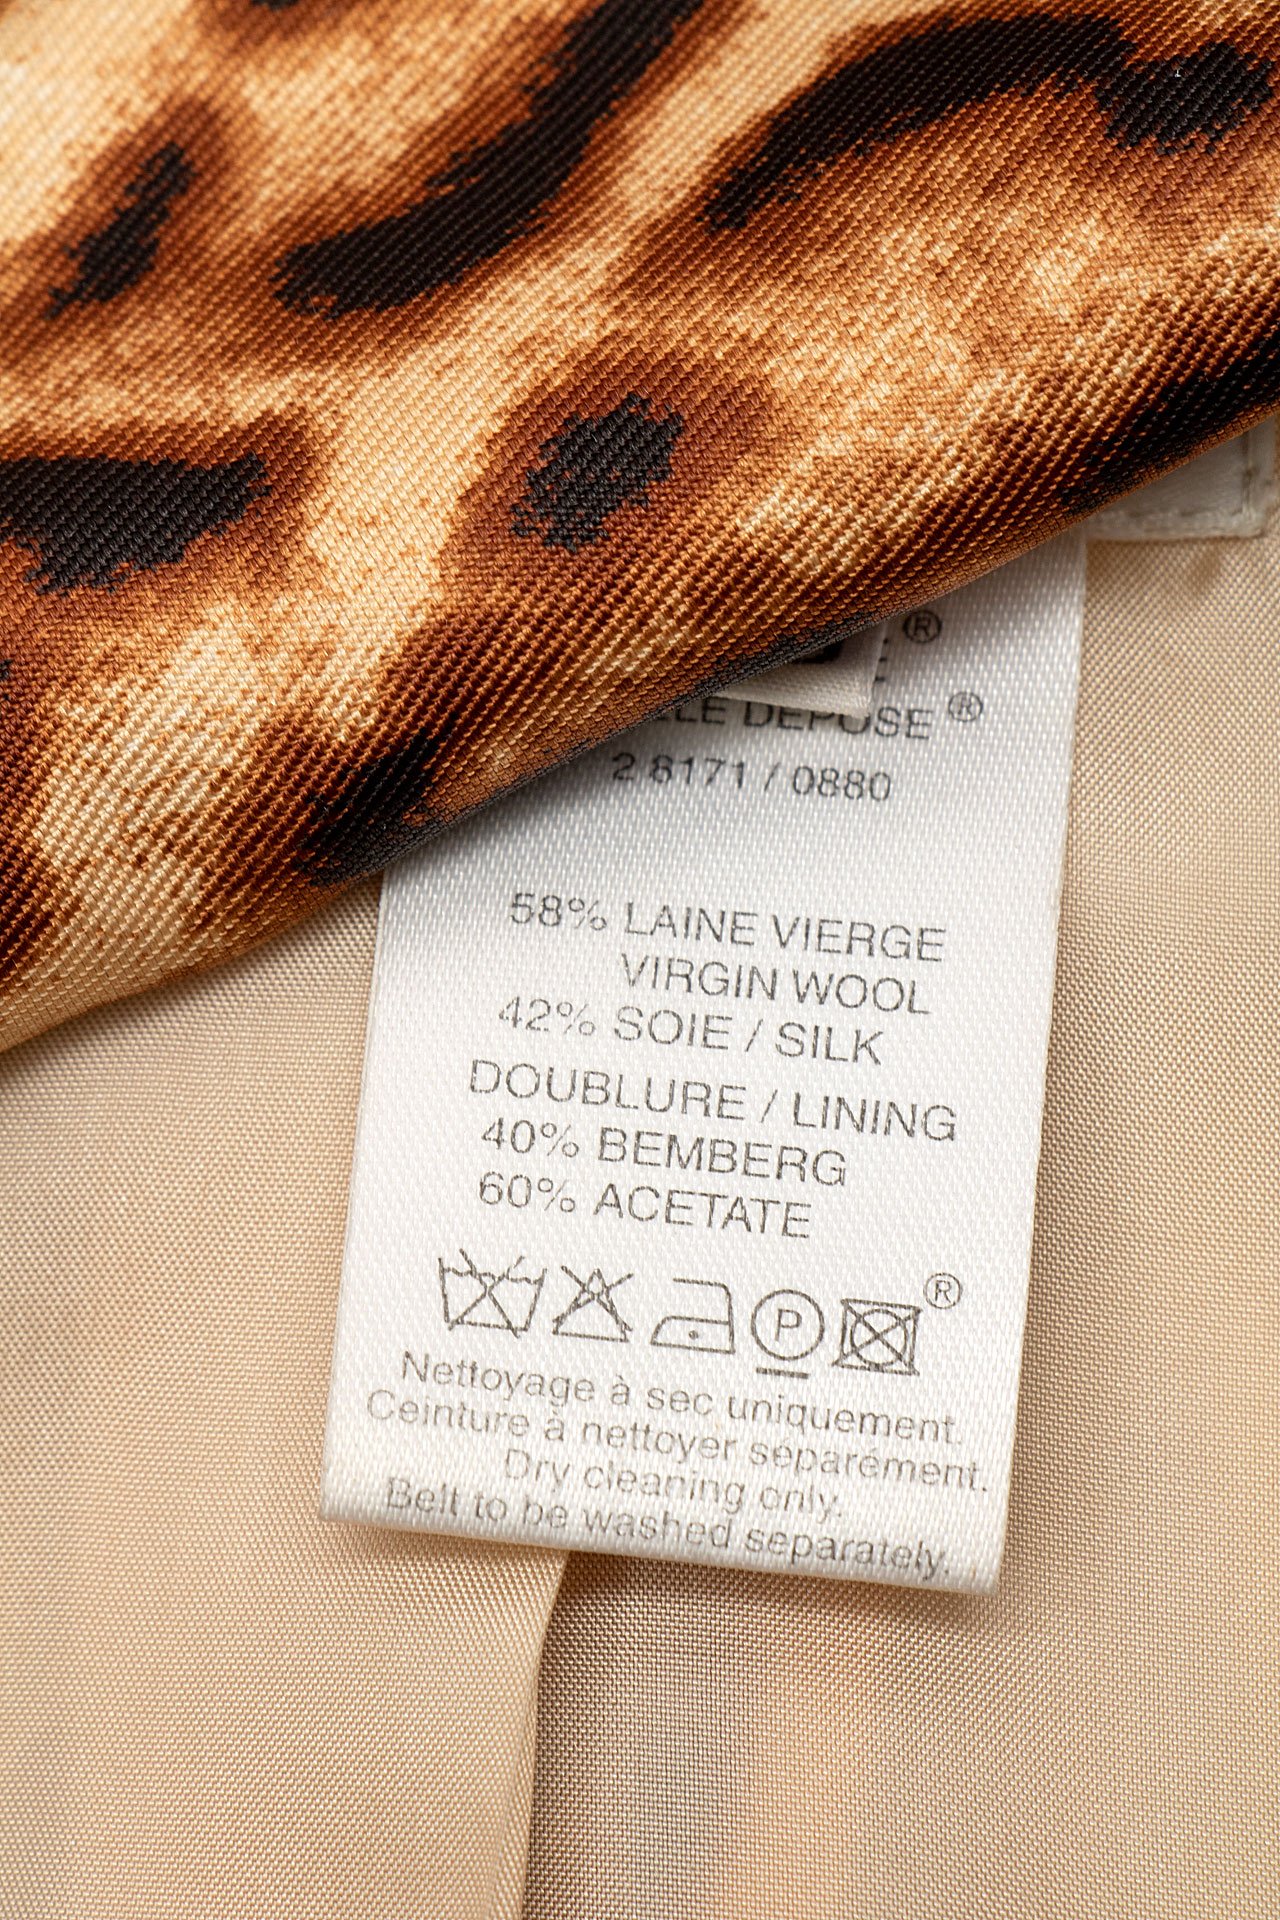 ®
DEPOSE ®
2 8171 / 0880
58% LAINE VIERGE
VIRGIN WOOL
42% SOIE / SILK
DOUBLURE / LINING
40% BEMBERG
60% ACETATE
P ®
Nettoyage à sec uniquement.
Ceinture à nettoyer séparément.
Dry cleaning only.
Belt to be washed separately.